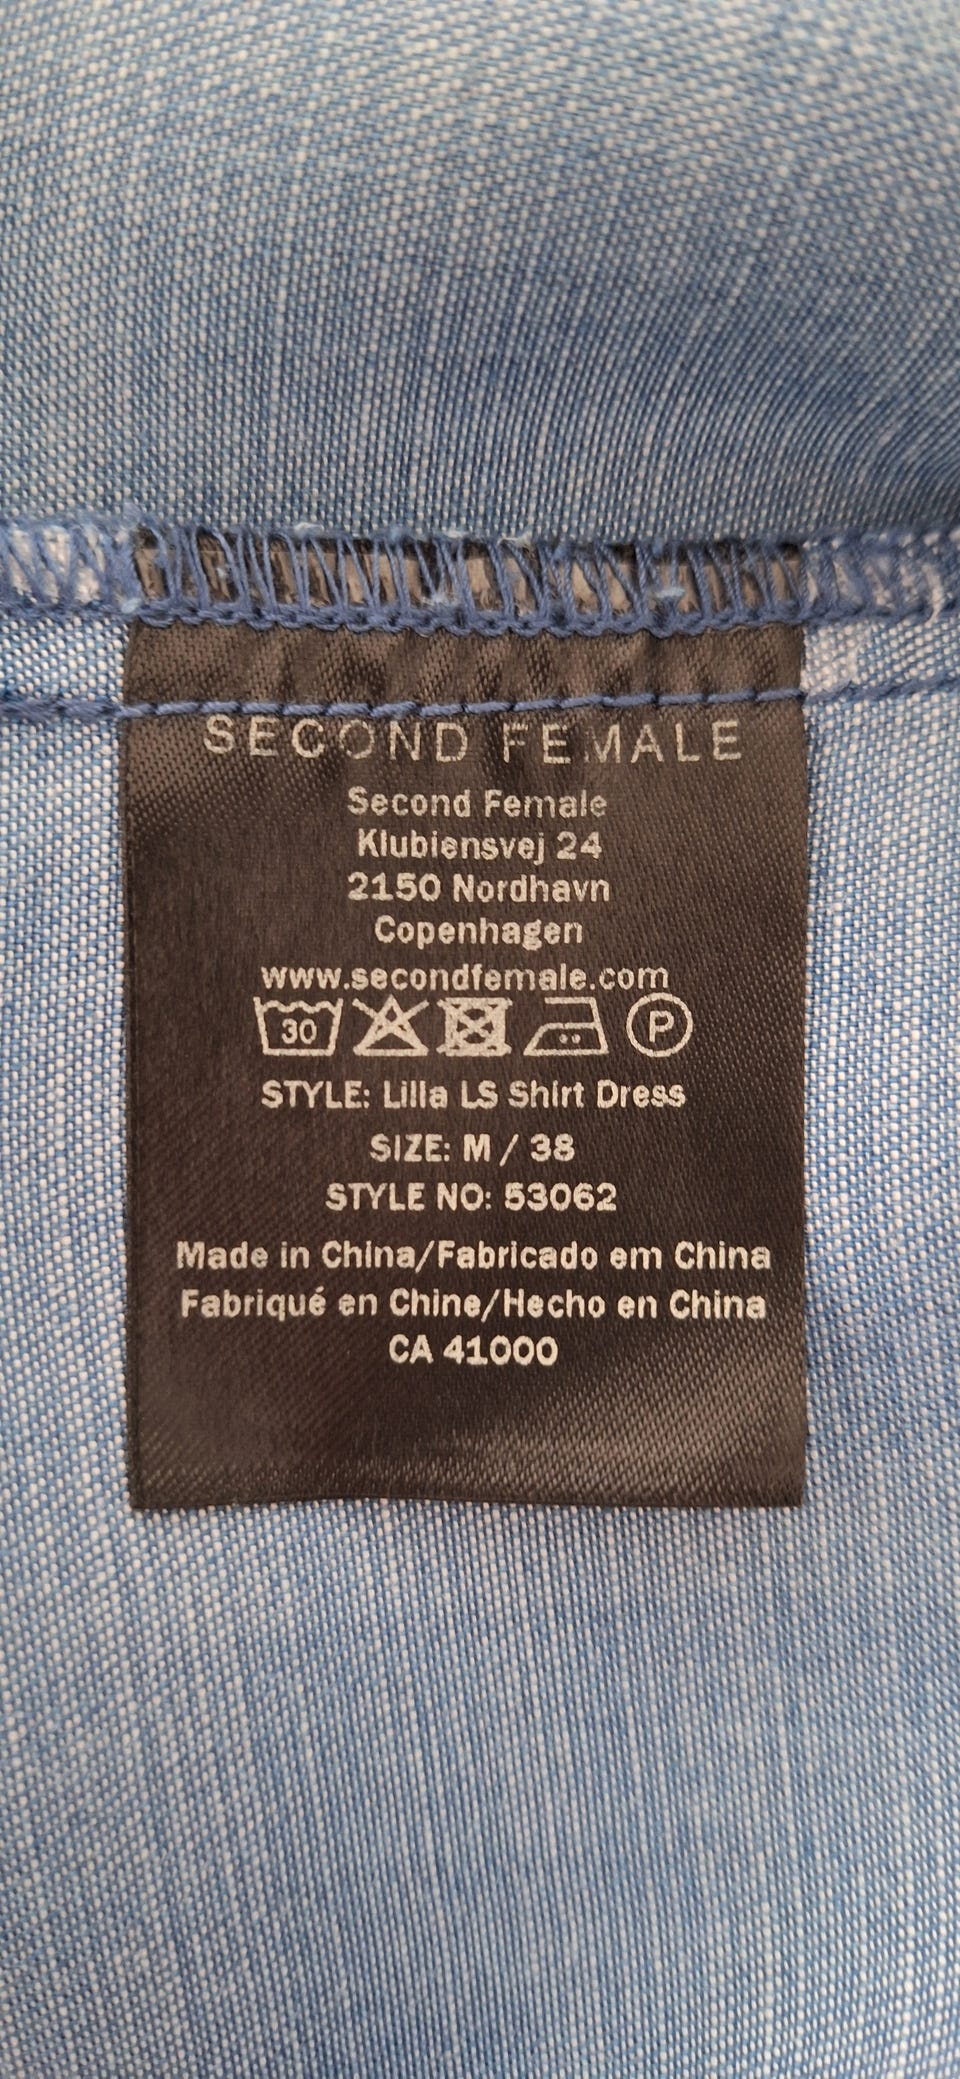 SECOND FEMALE
Second Female
Klubiensvej 24
2150 Nordhavn
Copenhagen
www.secondfemale.com
30 P
STYLE: Lilla LS Shirt Dress
SIZE: M / 38
STYLE NO: 53062
Made in China/Fabricado em China
Fabriqué en Chine/Hecho en China
CA 41000